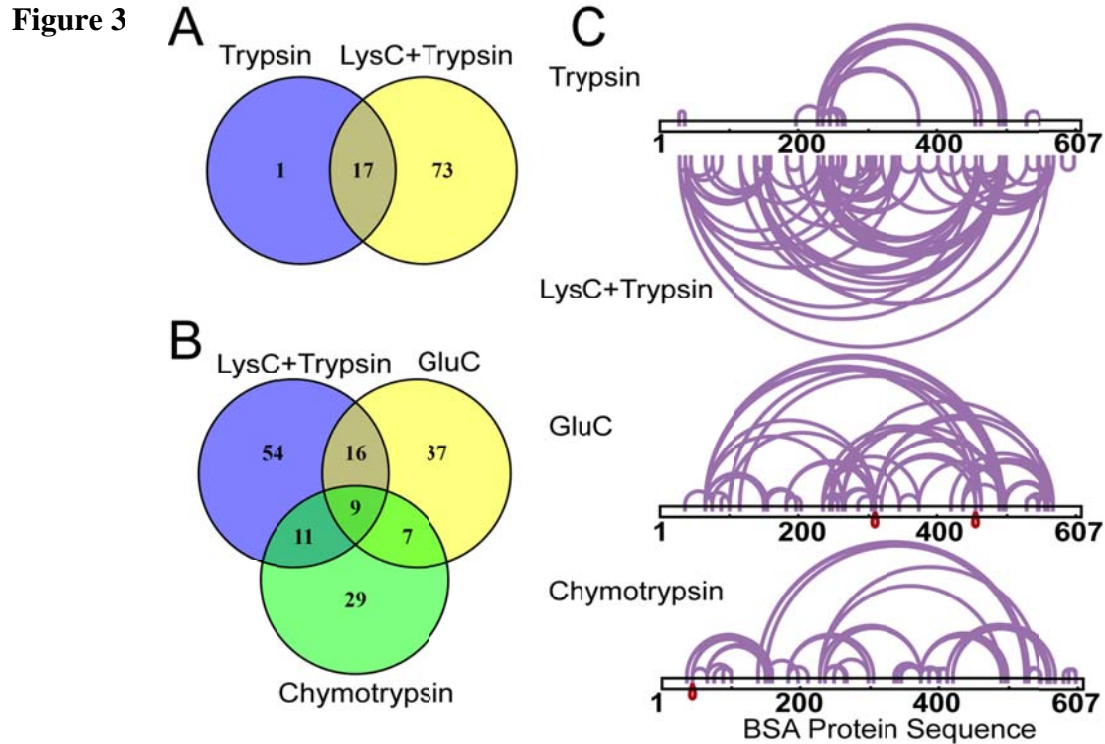 Figure 3
A
Trypsin LysC+Trypsin
1 17 73
B
LysC+Trypsin GluC
54 16 37
9
11 7
29
Chymotrypsin
C
Trypsin
1 200 400 607
LysC+Trypsin
GluC
1 200 400 607
Chymotrypsin
1 200 400 607
BSA Protein Sequence